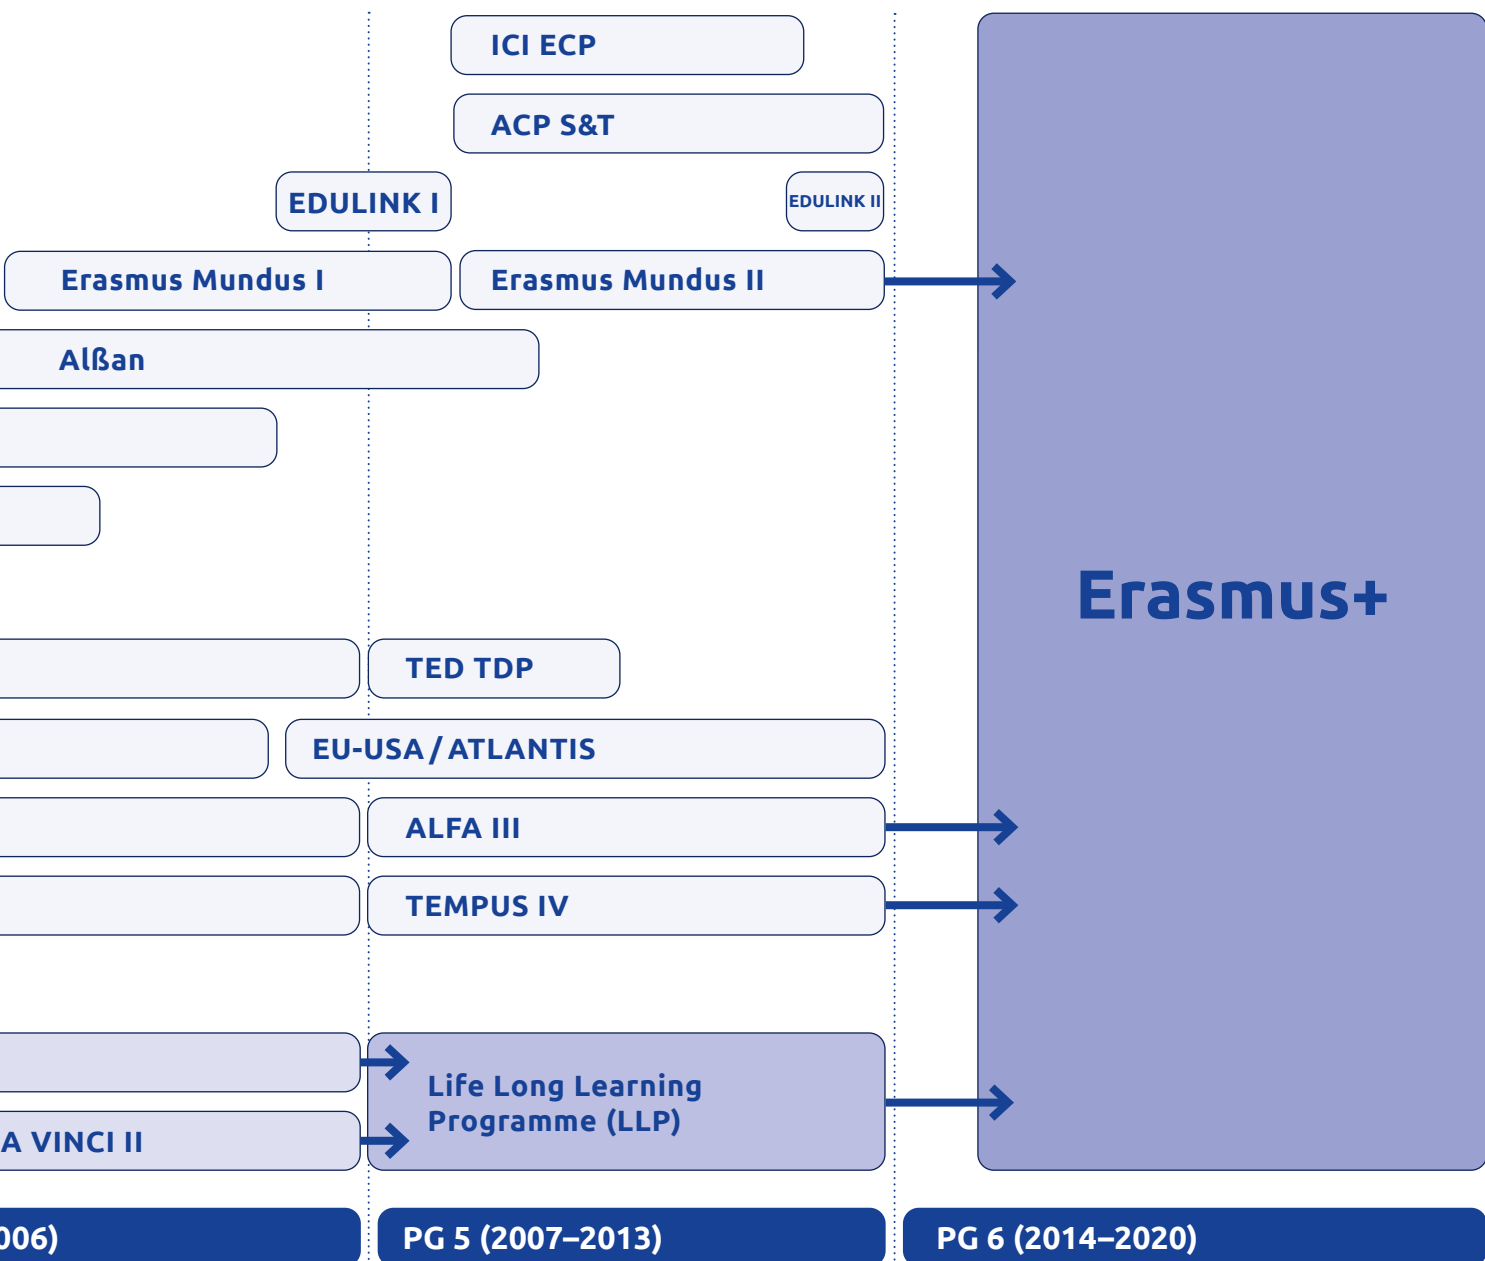 ICI ECP
ACP S&T
EDULINK I
EDULINK II
Erasmus Mundus I
Erasmus Mundus II
Alßan
Erasmus+
TED TDP
EU-USA / ATLANTIS
ALFA III
TEMPUS IV
Life Long Learning
Programme (LLP)
A VINCI II
006)
PG 5 (2007–2013)
PG 6 (2014–2020)